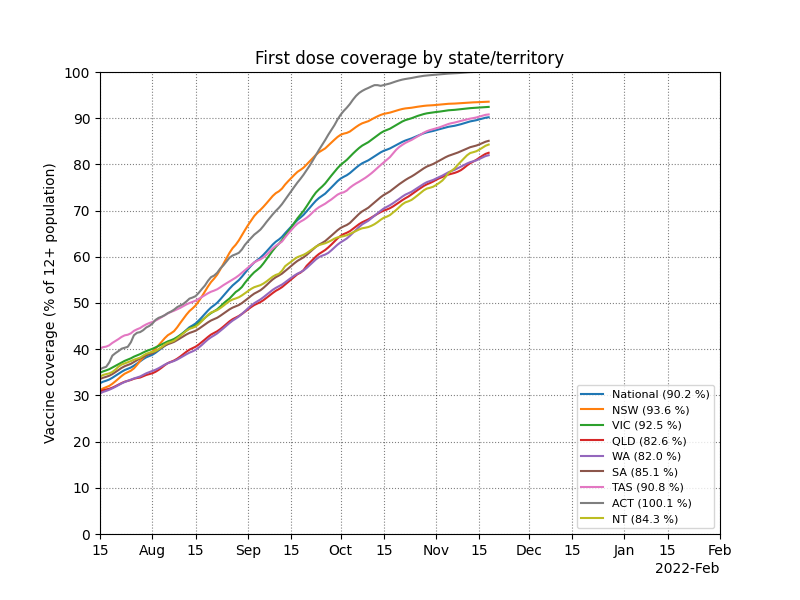 First dose coverage by state/territory
Vaccine coverage (% of 12+ population)
100
90
80
70
60
50
40
30
20
10
0
National (90.2 %)
NSW (93.6 %)
VIC (92.5 %)
QLD (82.6 %)
WA (82.0 %)
SA (85.1 %)
TAS (90.8 %)
ACT (100.1 %)
NT (84.3 %)
15 Aug 15 Sep 15 Oct 15 Nov 15 Dec 15 Jan 15 Feb
2022-Feb